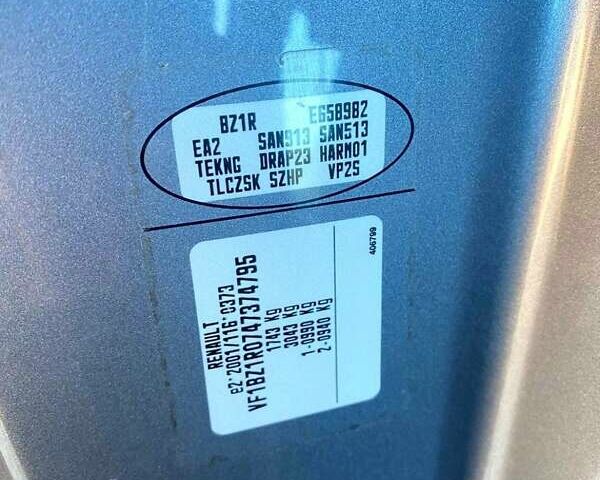 BZ1R E658982
EA2 SAN913 SAN513
TEKNG DRAP23 HARM01
TLCZSK SZHP VP2S
406799
RENAULT
e2*2001/116*0373
VF1BZ1R0747374795
1743 Kg
3043 Kg
1-0990 Kg
2-0940 Kg